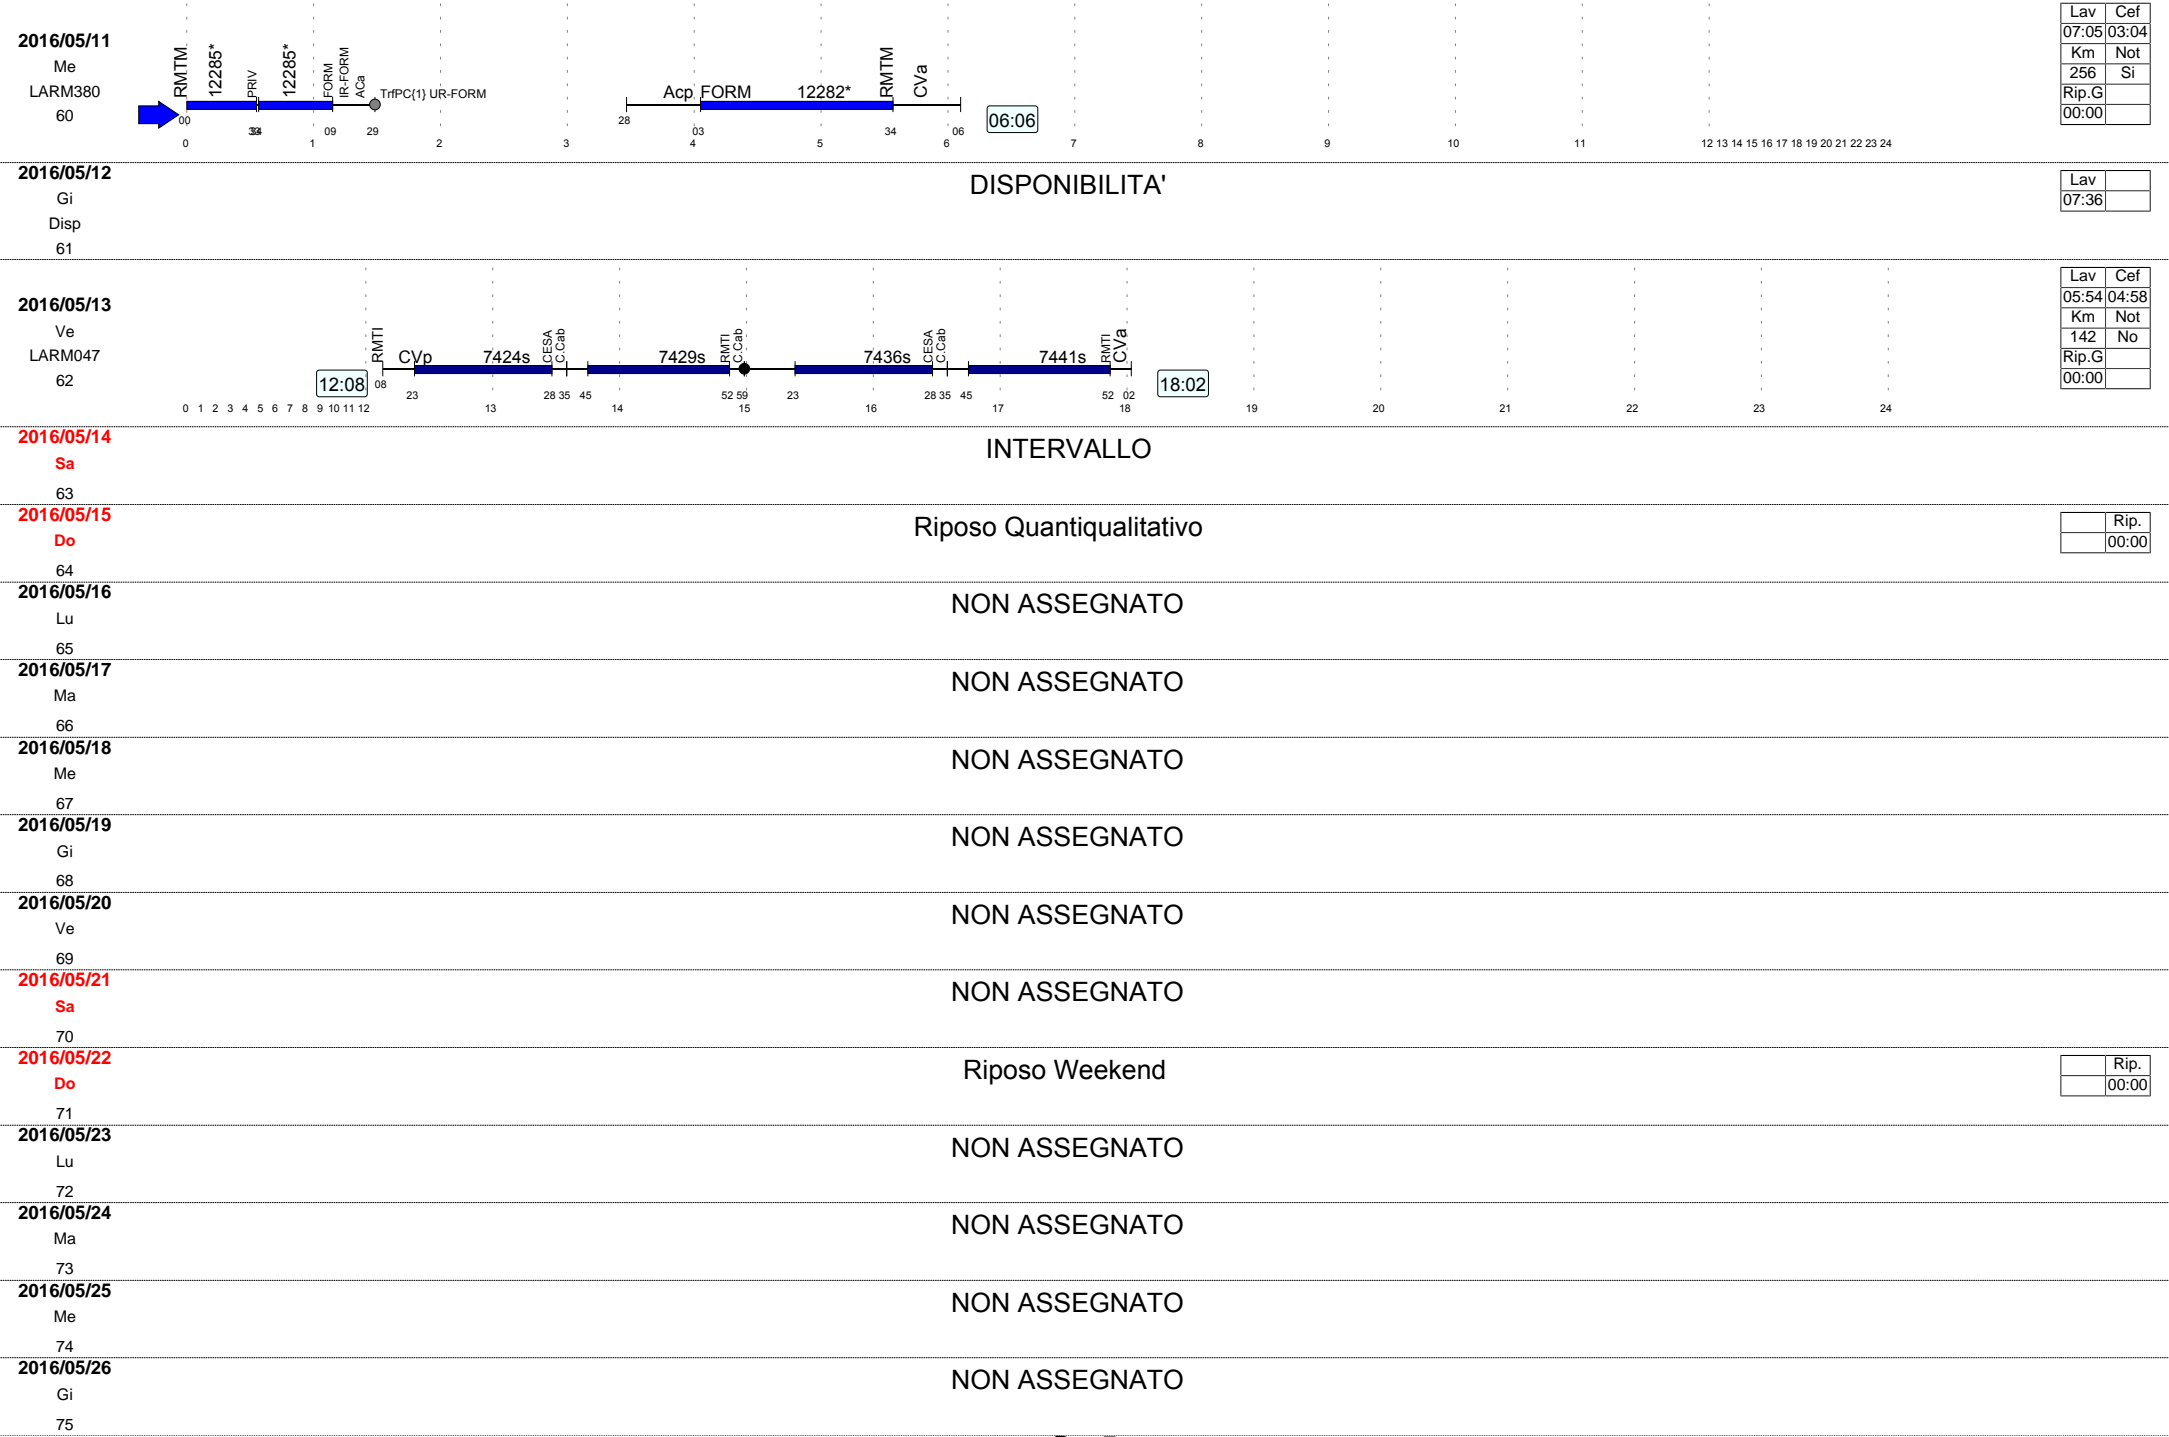 2016/05/11
Me
LARM380
60
RMTM 12285* PRIV 12285* FORM IR-FORM ACa TrfPC{1} UR-FORM Acp FORM 12282* RMTM CVa
00 09 29 28 03 34 06
06:06
0 1 2 3 4 5 6 7 8 9 10 11 12 13 14 15 16 17 18 19 20 21 22 23 24
Lav Cef
07:05 03:04
Km Not
256 Si
Rip.G
00:00
2016/05/12
Gi
Disp
61
DISPONIBILITA'
Lav
07:36
2016/05/13
Ve
LARM047
62
12:08
RMTI CVp 7424s CESA C.Cab 7429s RMTI C.Cab 7436s CESA C.Cab 7441s RMTI CVa
08 23 28 35 45 52 59 23 28 35 45 52 02
18:02
0 1 2 3 4 5 6 7 8 9 10 11 12 13 14 15 16 17 18 19 20 21 22 23 24
Lav Cef
05:54 04:58
Km Not
142 No
Rip.G
00:00
2016/05/14
Sa
63
INTERVALLO
2016/05/15
Do
64
Riposo Quantiqualitativo
Rip.
00:00
2016/05/16
Lu
65
NON ASSEGNATO
2016/05/17
Ma
66
NON ASSEGNATO
2016/05/18
Me
67
NON ASSEGNATO
2016/05/19
Gi
68
NON ASSEGNATO
2016/05/20
Ve
69
NON ASSEGNATO
2016/05/21
Sa
70
NON ASSEGNATO
2016/05/22
Do
71
Riposo Weekend
Rip.
00:00
2016/05/23
Lu
72
NON ASSEGNATO
2016/05/24
Ma
73
NON ASSEGNATO
2016/05/25
Me
74
NON ASSEGNATO
2016/05/26
Gi
75
NON ASSEGNATO